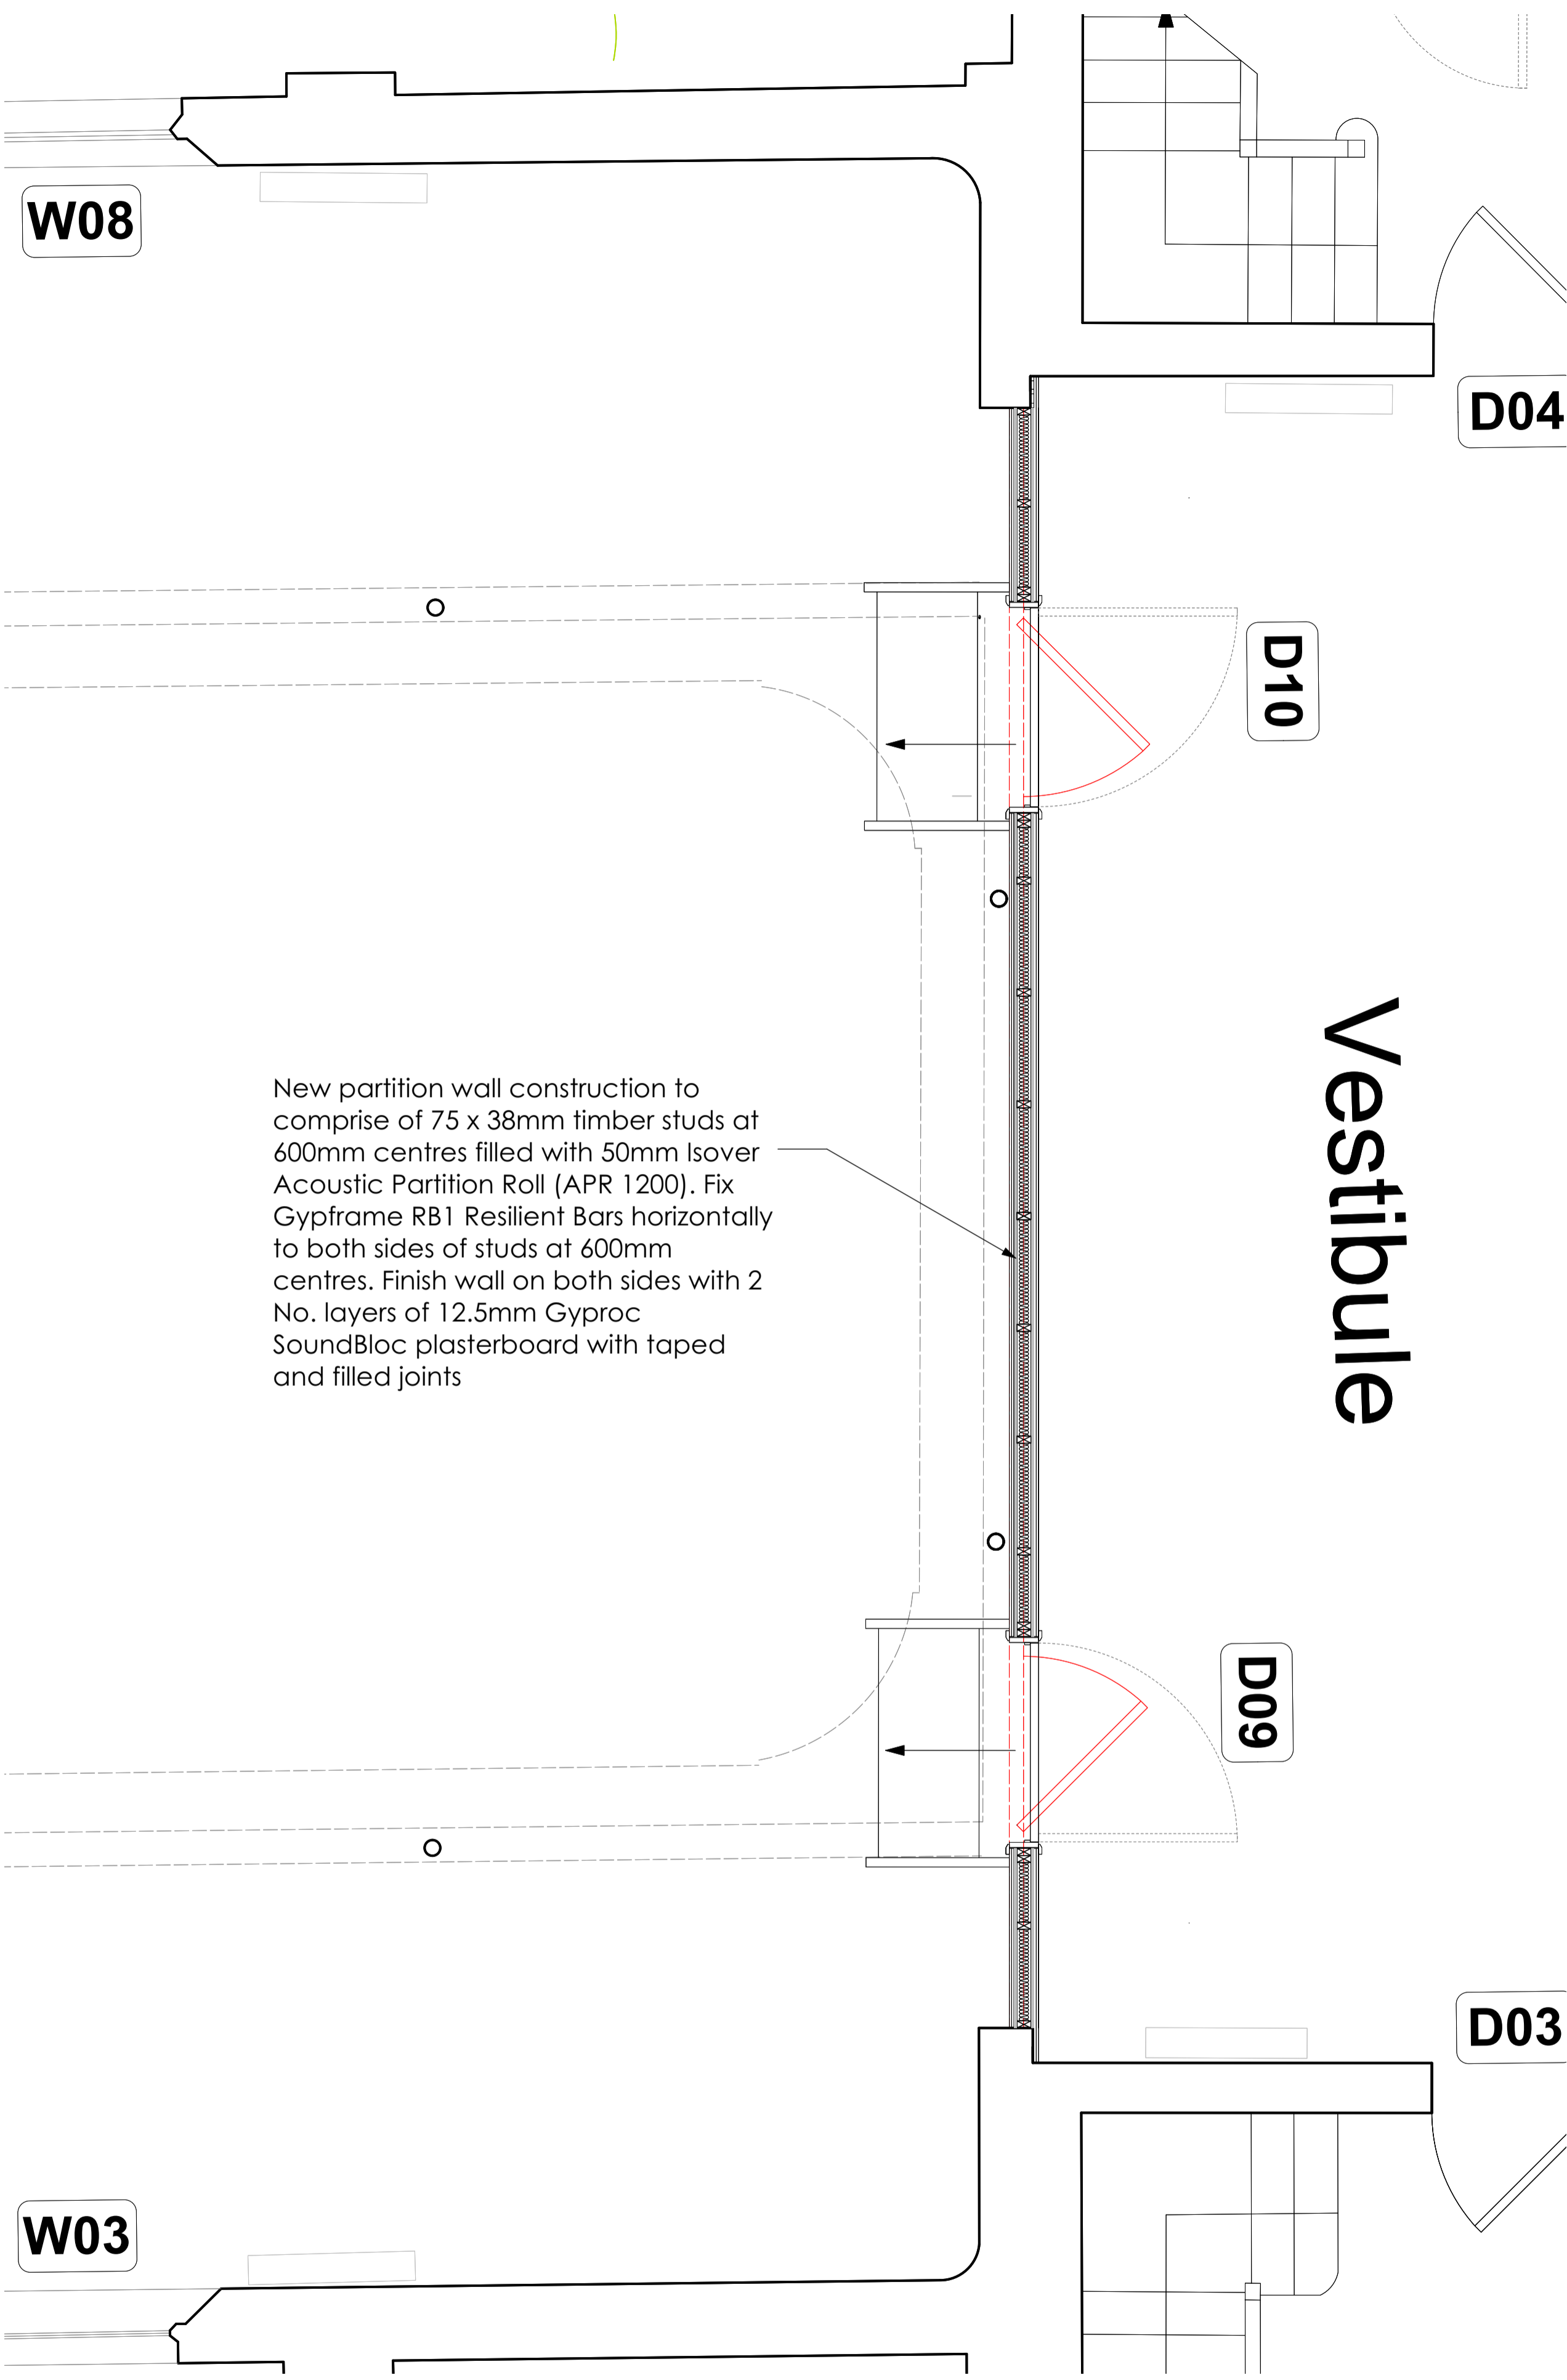 W08
D04
D10
New partition wall construction to
comprise of 75 x 38mm timber studs at
600mm centres filled with 50mm Isover
Acoustic Partition Roll (APR 1200). Fix
Gypframe RB1 Resilient Bars horizontally
to both sides of studs at 600mm
centres. Finish wall on both sides with 2
No. layers of 12.5mm Gyproc
SoundBloc plasterboard with taped
and filled joints
Vestibule
D09
D03
W03